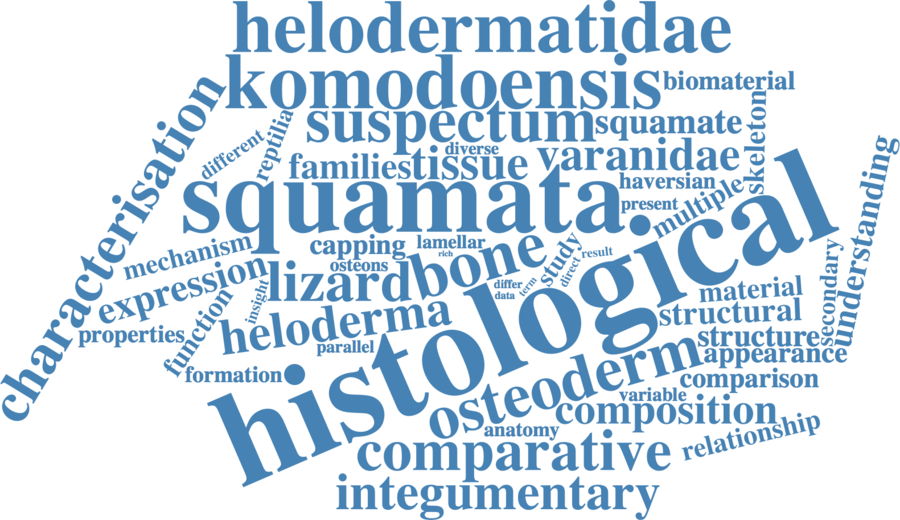 helodermatidae
komodoensis
biomaterial
characterisation
suspectum
squamate
skeleton
different
reptilia
diverse
families
tissue
varanidae
understanding
squamata
haversian
present
multiple
histological
mechanism
capping
lamellar
rich
bone
study
result
direct
osteons
expression
lizard
differ
term
data
insight
function
properties
heloderma
parallel
material
structural
secondary
structure
appearance
formation
osteoderm
comparison
variable
composition
anatomy
comparative
relationship
integumentary